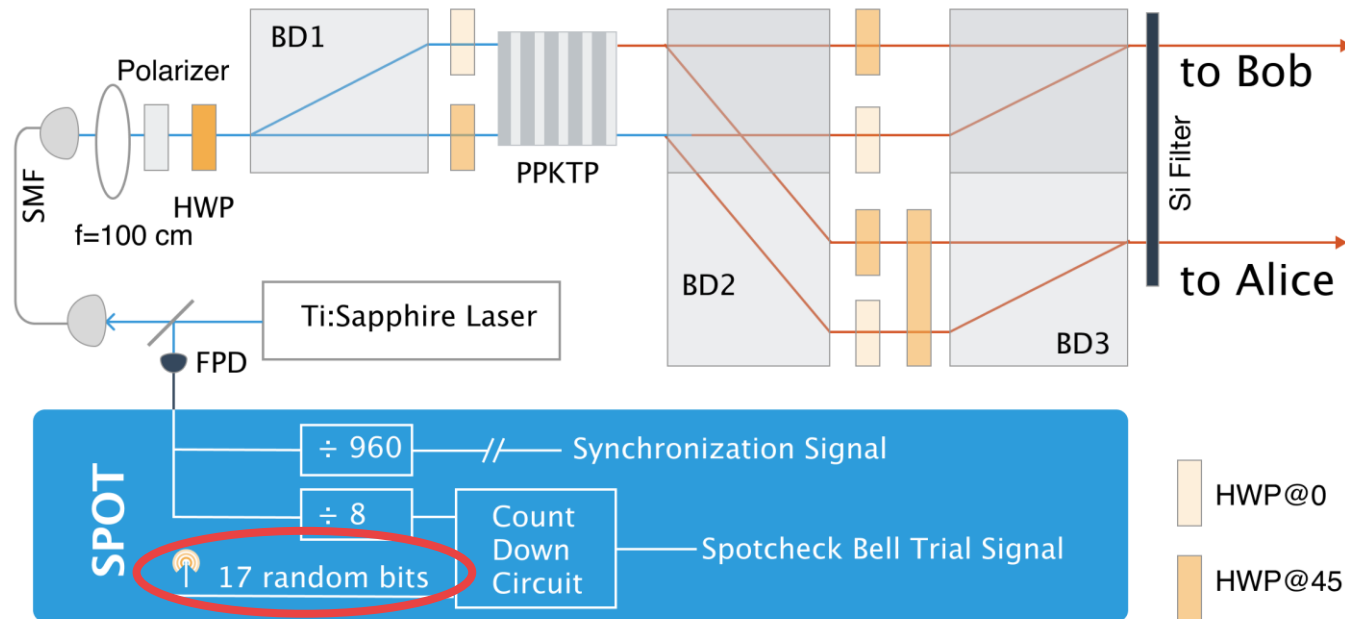 BD1
Polarizer
to Bob
SMF
HWP
PPKTP
Si Filter
f=100 cm
BD2
to Alice
Ti:Sapphire Laser
BD3
FPD
SPOT
÷ 960
Synchronization Signal
÷ 8
Count
Down
Circuit
Spotcheck Bell Trial Signal
17 random bits
HWP@0
HWP@45